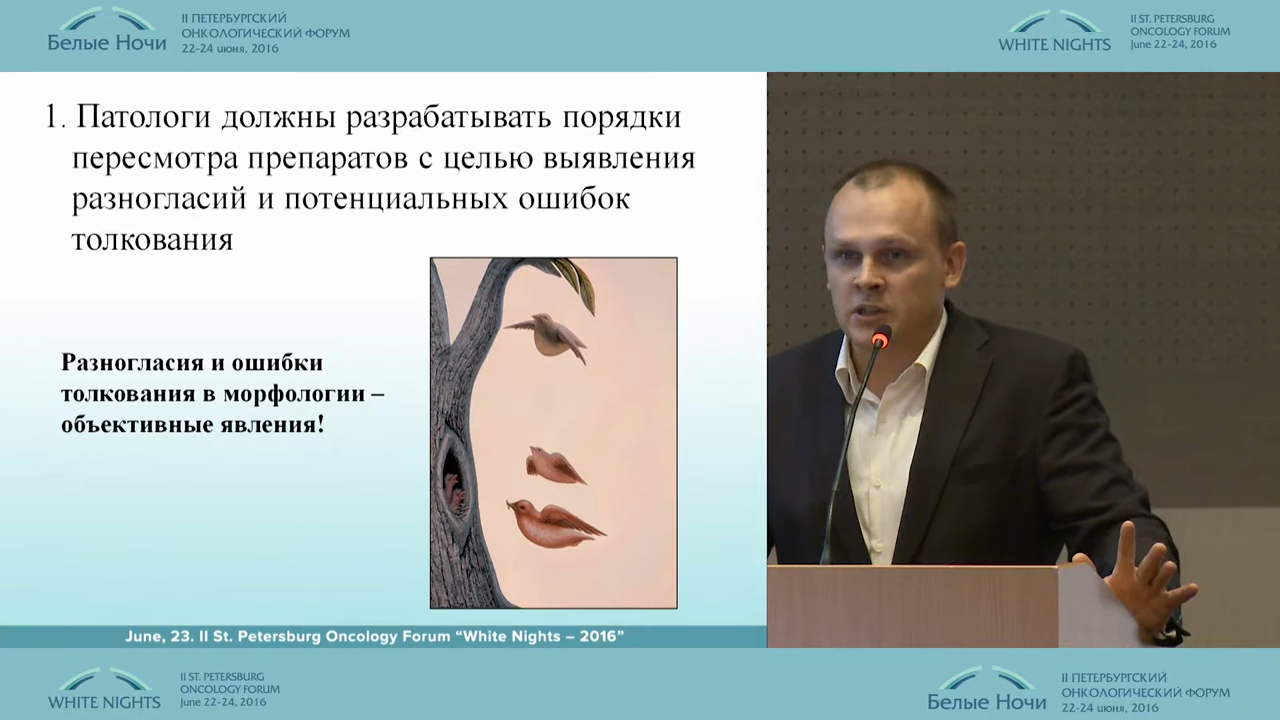 Белые Ночи
II ПЕТЕРБУРГСКИЙ
ОНКОЛОГИЧЕСКИЙ ФОРУМ
22-24 июня, 2016
WHITE NIGHTS
II ST. PETERSBURG
ONCOLOGY FORUM
June 22-24, 2016
1. Патологи должны разрабатывать порядки
пересмотра препаратов с целью выявления
разногласий и потенциальных ошибок
толкования
Разногласия и ошибки
толкования в морфологии –
объективные явления!
June, 23. II St. Petersburg Oncology Forum “White Nights – 2016”
WHITE NIGHTS
II ST. PETERSBURG
ONCOLOGY FORUM
June 22-24, 2016
Белые Ночи
II ПЕТЕРБУРГСКИЙ
ОНКОЛОГИЧЕСКИЙ ФОРУМ
22-24 июня, 2016